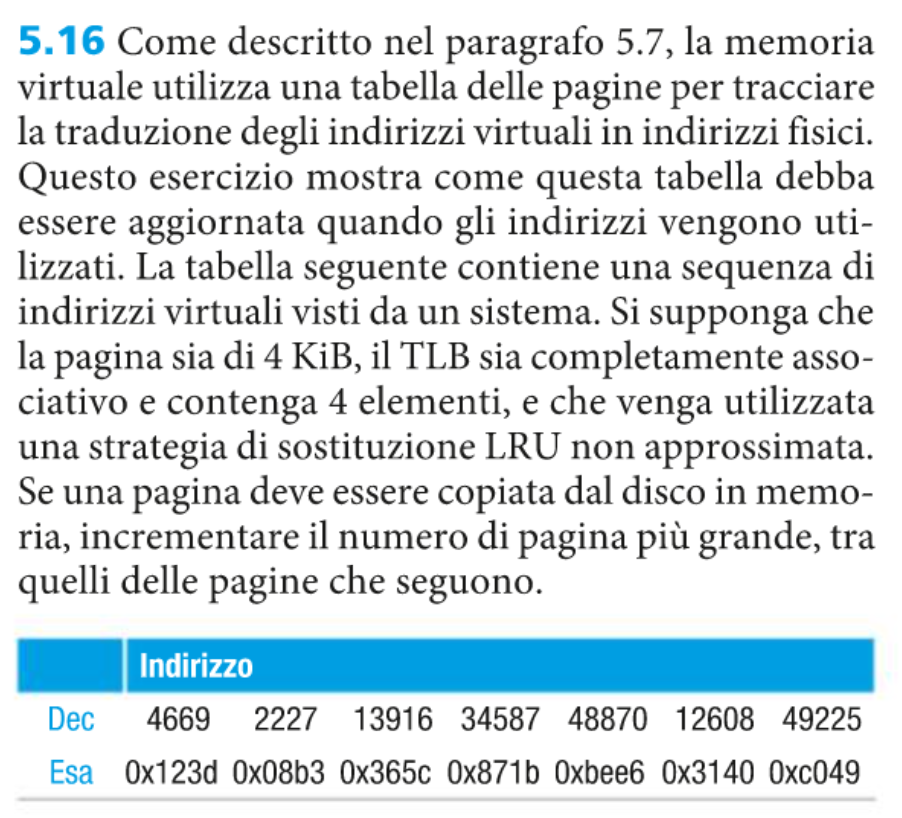 5.16 Come descritto nel paragrafo 5.7, la memoria
virtuale utilizza una tabella delle pagine per tracciare
la traduzione degli indirizzi virtuali in indirizzi fisici.
Questo esercizio mostra come questa tabella debba
essere aggiornata quando gli indirizzi vengono uti-
lizzati. La tabella seguente contiene una sequenza di
indirizzi virtuali visti da un sistema. Si supponga che
la pagina sia di 4 KiB, il TLB sia completamente asso-
ciativo e contenga 4 elementi, e che venga utilizzata
una strategia di sostituzione LRU non approssimata.
Se una pagina deve essere copiata dal disco in memo-
ria, incrementare il numero di pagina più grande, tra
quelli delle pagine che seguono.
Indirizzo
Dec 4669 2227 13916 34587 48870 12608 49225
Esa 0x123d 0x08b3 0x365c 0x871b 0xbee6 0x3140 0xc049